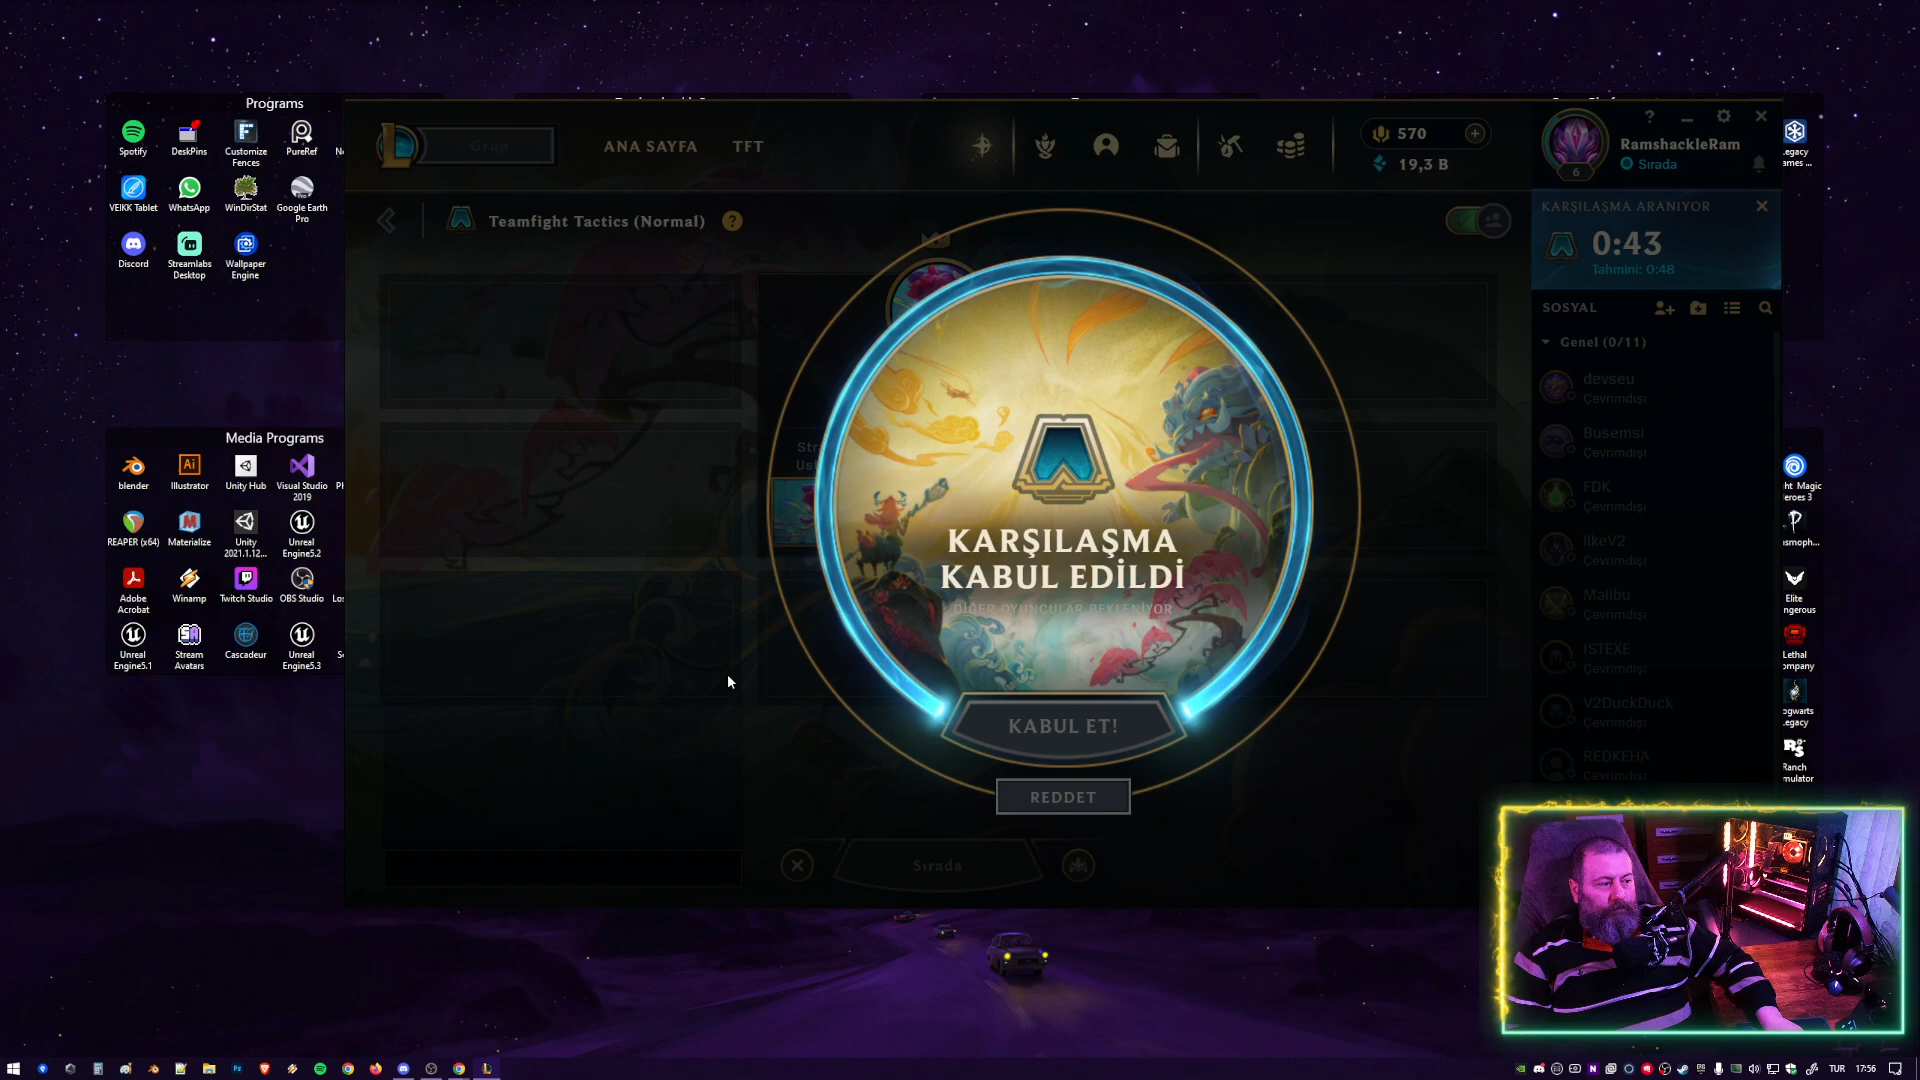 Programs
Spotify
DeskPins
Customize Fences
PureRef
VEIKK Tablet
WhatsApp
WinDirStat
Google Earth Pro
Discord
Streamlabs Desktop
Wallpaper Engine
Media Programs
blender
Illustrator
Unity Hub
Visual Studio 2019
REAPER (x64)
Materialize
Unity 2021.1.12...
Unreal Engine5.2
Adobe Acrobat
Winamp
Twitch Studio
OBS Studio
Unreal Engine5.1
Stream Avatars
Cascadeur
Unreal Engine5.3
Grup
ANA SAYFA
TFT
570
19,3 B
RamshackleRam
6
Sırada
Teamfight Tactics (Normal)
KARŞILAŞMA ARANIYOR
0:43
Tahmini: 0:48
SOSYAL
Genel (0/11)
devseu
Çevrimdışı
Busemsi
Çevrimdışı
FDK
Çevrimdışı
ilkeV2
Çevrimdışı
Malibu
Çevrimdışı
ISTEXE
Çevrimdışı
V2DuckDuck
Çevrimdışı
REDKEHA
Çevrimdışı
KARŞILAŞMA
KABUL EDİLDİ
DİĞER OYUNCULAR BEKLENİYOR
KABUL ET!
REDDET
Sırada
Elite
TUR
17:56